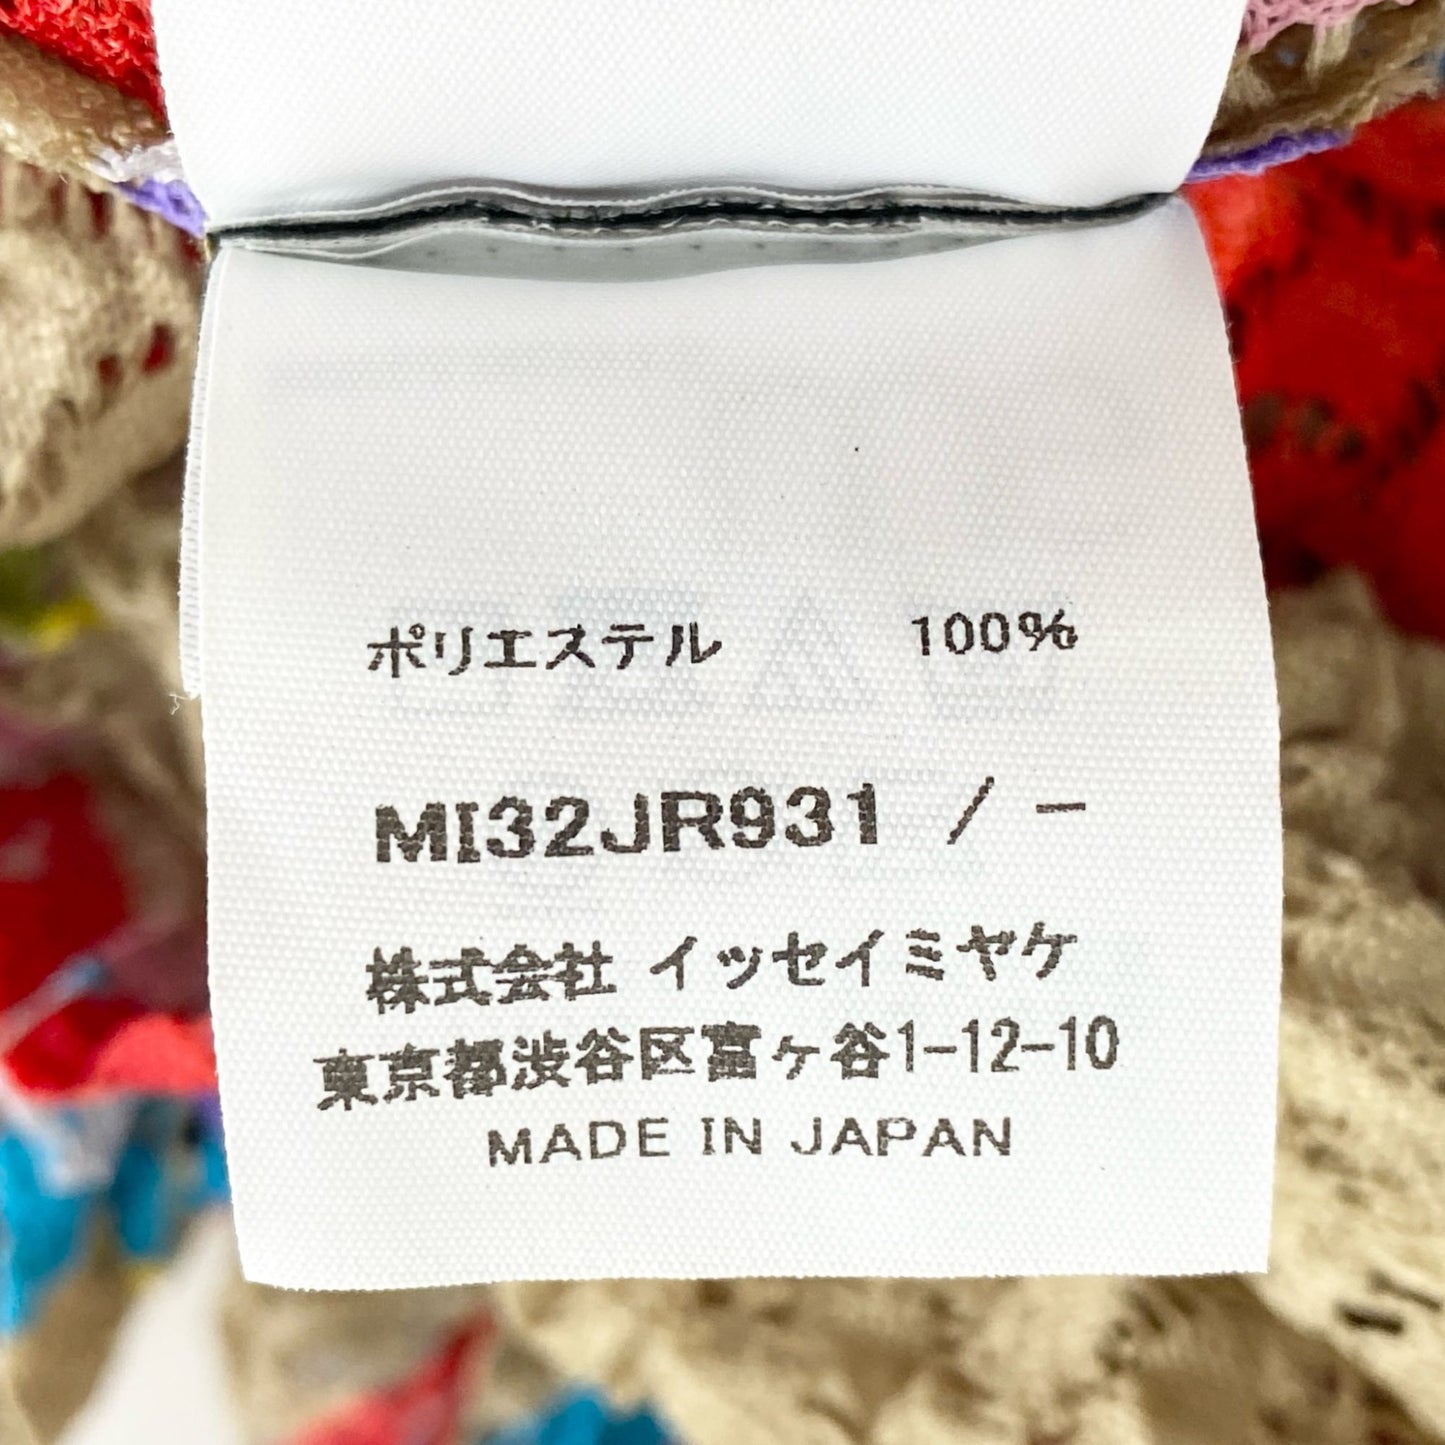 ポリエステル 100%
MI32JR931 / -
株式会社 イッセイミヤケ
東京都渋谷区富ヶ谷1-12-10
MADE IN JAPAN